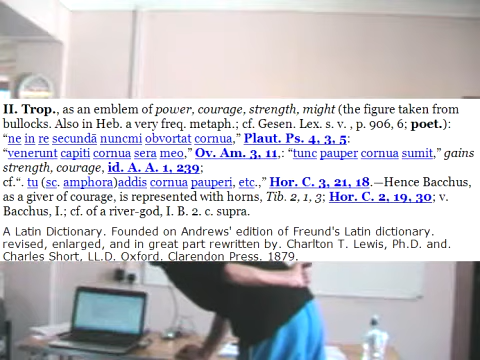 II. Trop., as an emblem of power, courage, strength, might (the figure taken from
bullocks. Also in Heb. a very freq. metaph.; cf. Gesen. Lex. s. v. , p. 906, 6; poet.):
“ne in re secundā nuncmi obvortat cornua,” Plaut. Ps. 4, 3, 5:
“venerunt capiti cornua sera meo,” Ov. Am. 3, 11.: “tunc pauper cornua sumit,” gains
strength, courage, id. A. A. 1, 239;
cf.“. tu (sc. amphora)addis cornua pauperi, etc.,” Hor. C. 3, 21, 18.—Hence Bacchus,
as a giver of courage, is represented with horns, Tib. 2, 1, 3; Hor. C. 2, 19, 30; v.
Bacchus, I.; cf. of a river-god, I. B. 2. c. supra.
A Latin Dictionary. Founded on Andrews' edition of Freund's Latin dictionary.
revised, enlarged, and in great part rewritten by. Charlton T. Lewis, Ph.D. and.
Charles Short, LL.D. Oxford. Clarendon Press. 1879.